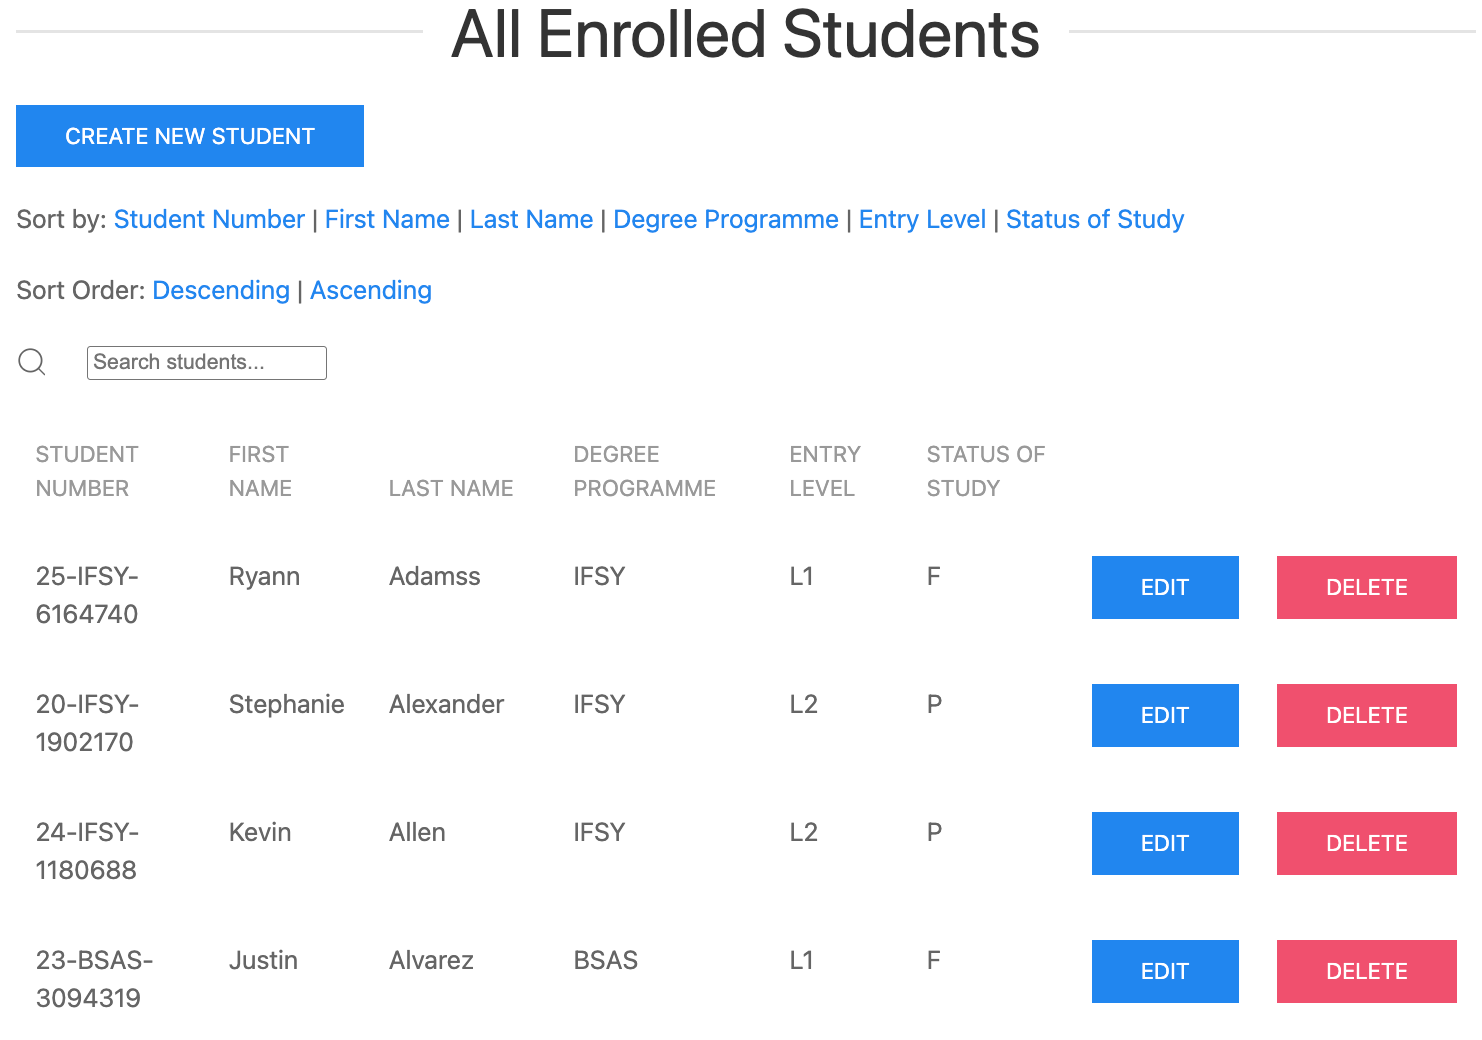 All Enrolled Students
CREATE NEW STUDENT
Sort by: Student Number | First Name | Last Name | Degree Programme | Entry Level | Status of Study
Sort Order: Descending | Ascending
Search students...
STUDENT NUMBER FIRST NAME LAST NAME DEGREE PROGRAMME ENTRY LEVEL STATUS OF STUDY
25-IFSY- Ryann Adamss IFSY L1 F EDIT DELETE
6164740
20-IFSY- Stephanie Alexander IFSY L2 P EDIT DELETE
1902170
24-IFSY- Kevin Allen IFSY L2 P EDIT DELETE
1180688
23-BSAS- Justin Alvarez BSAS L1 F EDIT DELETE
3094319